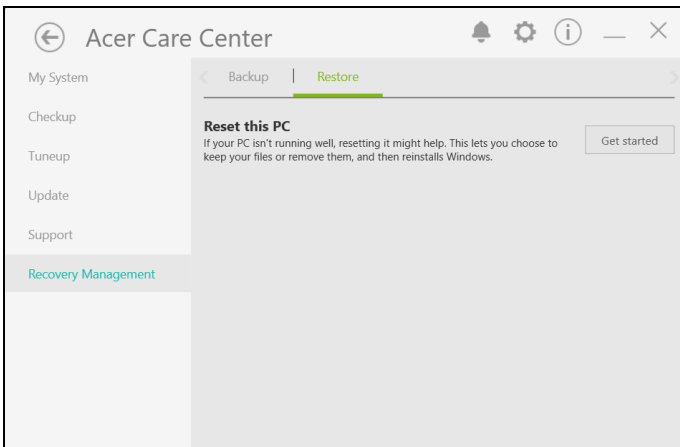 Acer Care Center
My System
Backup
Restore
Checkup
Reset this PC
If your PC isn't running well, resetting it might help. This lets you choose to
keep your files or remove them, and then reinstalls Windows.
Get started
Tuneup
Update
Support
Recovery Management